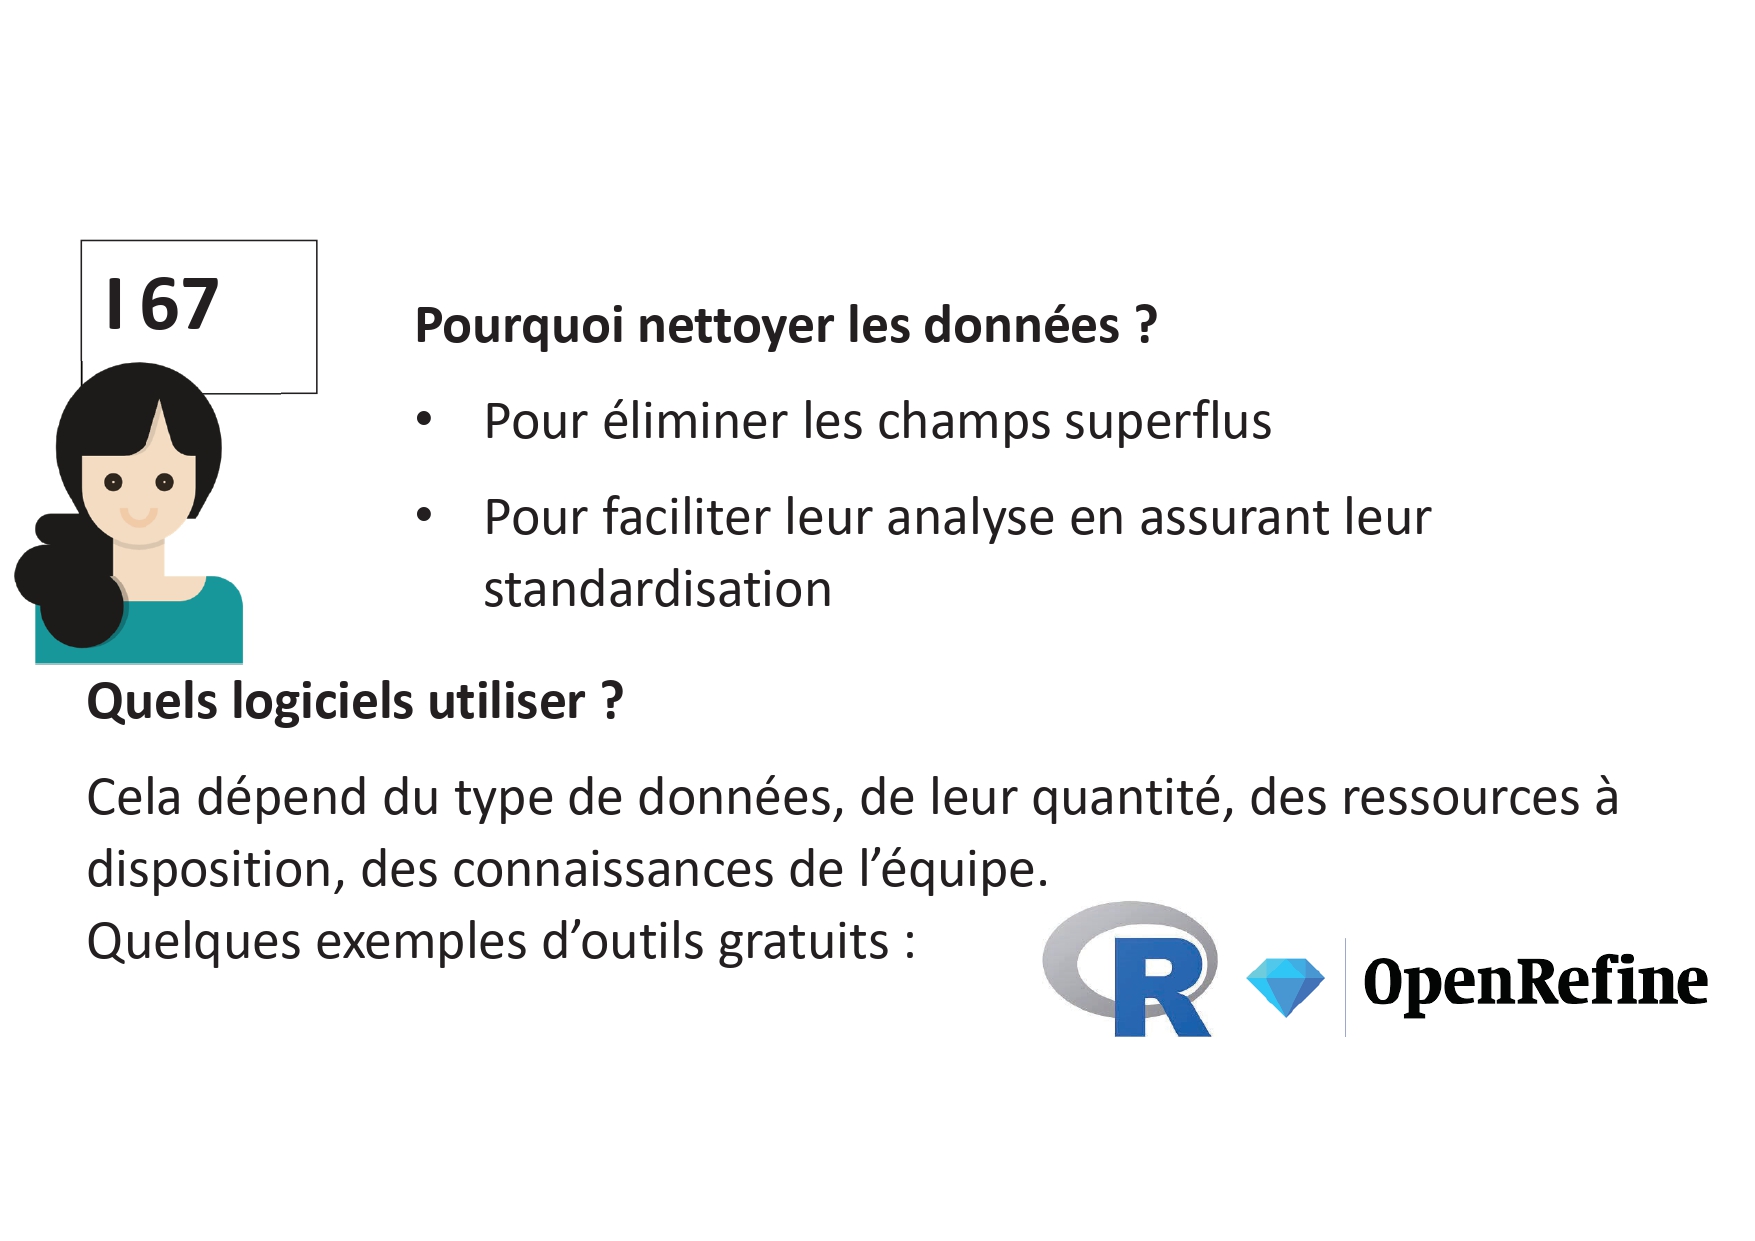 I 67
Pourquoi nettoyer les données ?
• Pour éliminer les champs superflus
• Pour faciliter leur analyse en assurant leur
standardisation
Quels logiciels utiliser ?
Cela dépend du type de données, de leur quantité, des ressources à
disposition, des connaissances de l’équipe.
Quelques exemples d’outils gratuits :
R
OpenRefine